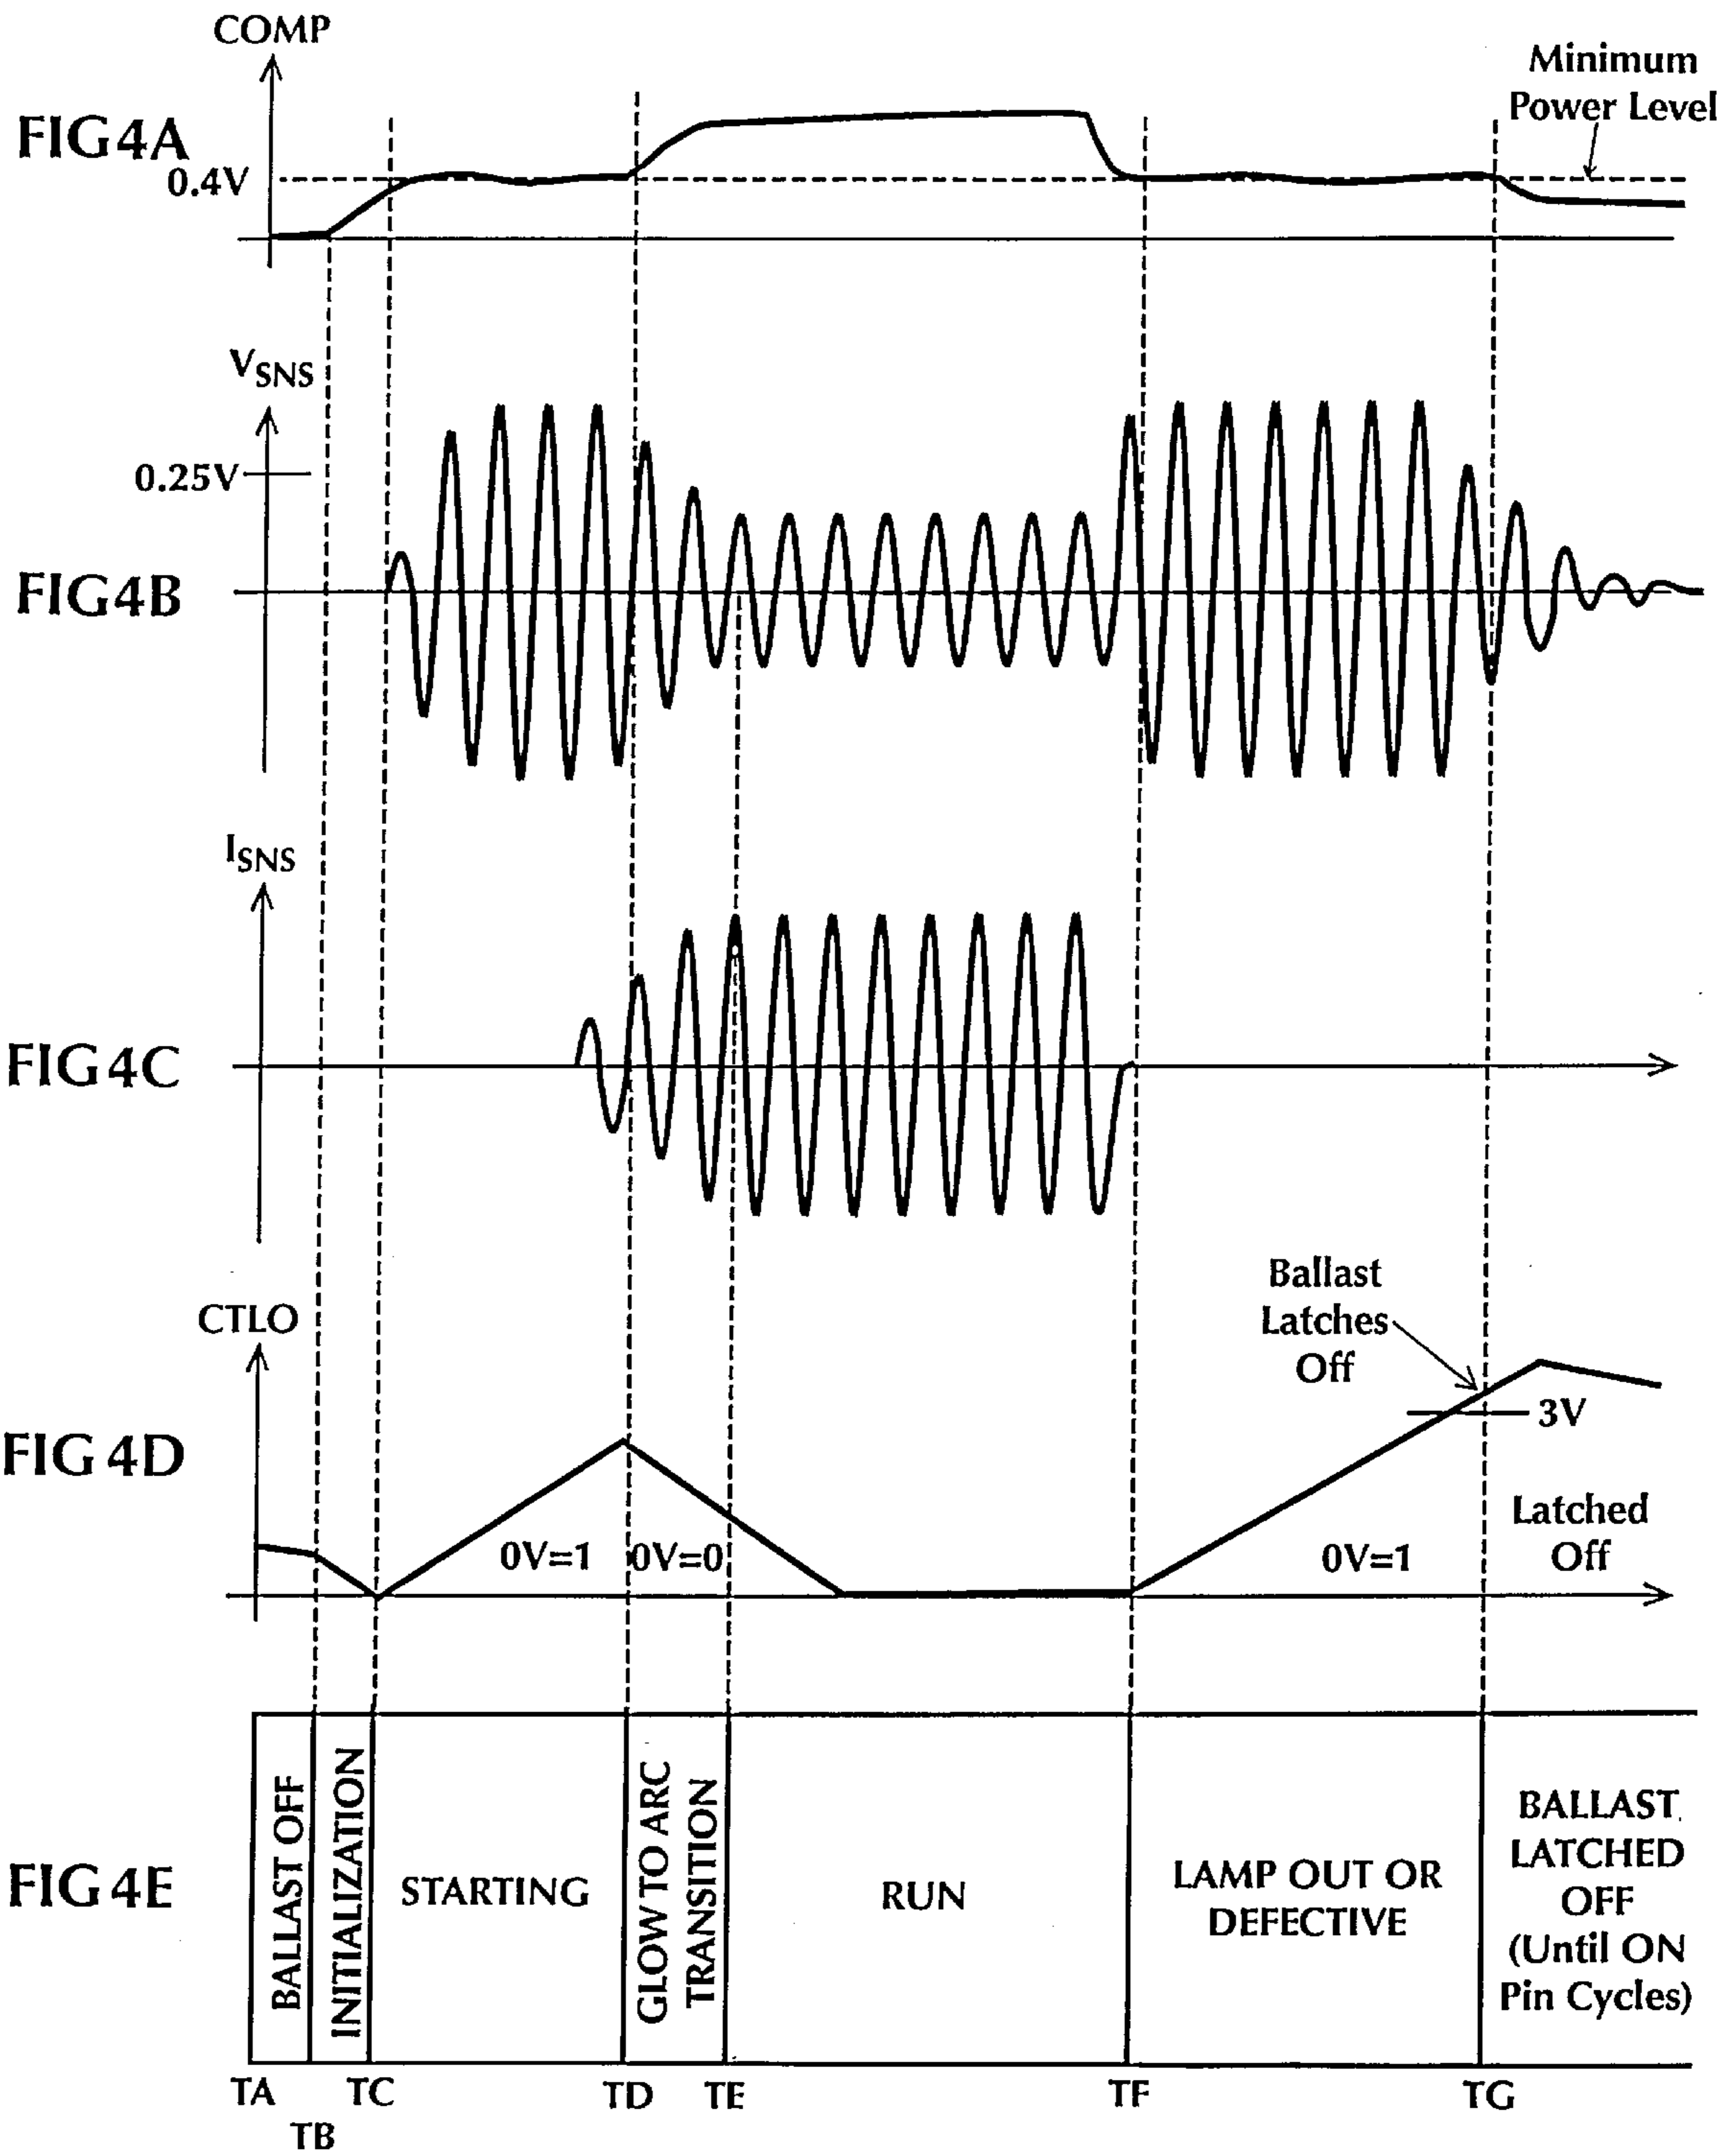 COMP
Minimum
Power Level
FIG4A
0.4V
VSNS
0.25V
FIG4B
ISNS
FIG4C
Ballast
Latches
Off
CTLO
3V
FIG 4D
0V=1
0V=0
0V=1
Latched
Off
BALLAST OFF
INITIALIZATION
STARTING
GLOW TO ARC
TRANSITION
RUN
LAMP OUT OR
DEFECTIVE
BALLAST
LATCHED
OFF
(Until ON
Pin Cycles)
FIG 4E
TA
TB
TC
TD
TE
TF
TG